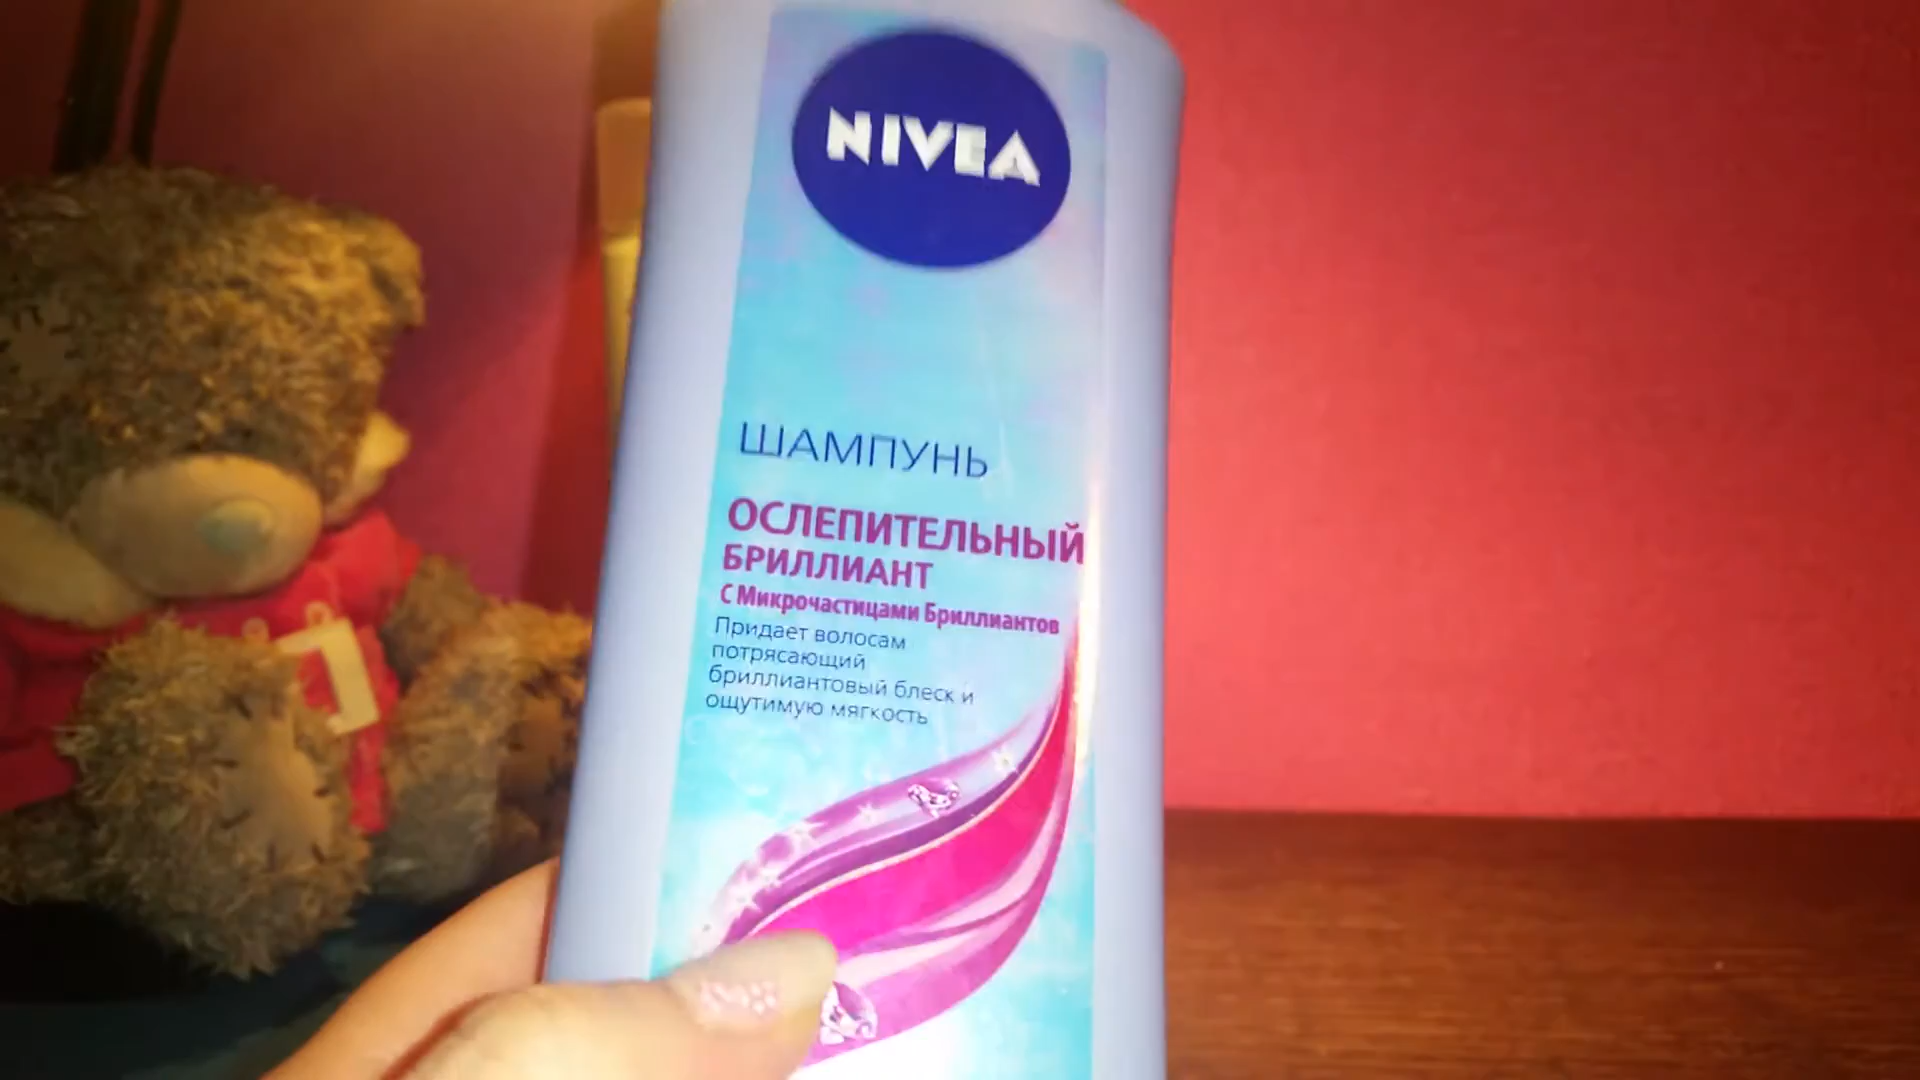 NIVEA
ШАМПУНЬ
ОСЛЕПИТЕЛЬНЫЙ
БРИЛЛИАНТ
С Микрочастицами Бриллиантов
Придает волосам
потрясающий
бриллиантовый блеск и
ощутимую мягкость